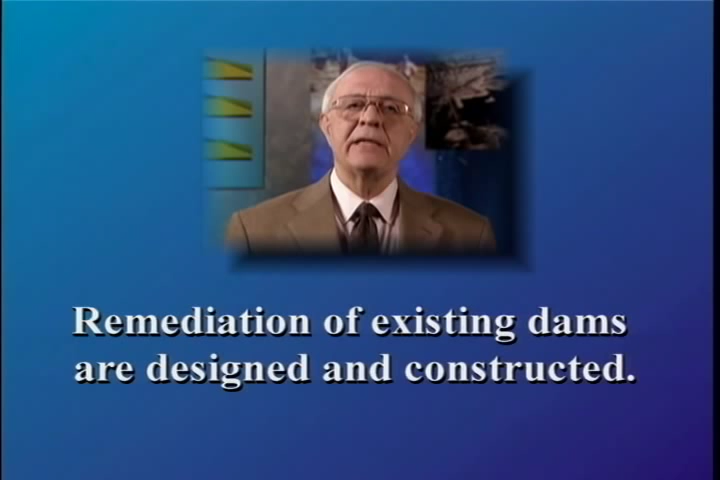 Remediation of existing dams
are designed and constructed.